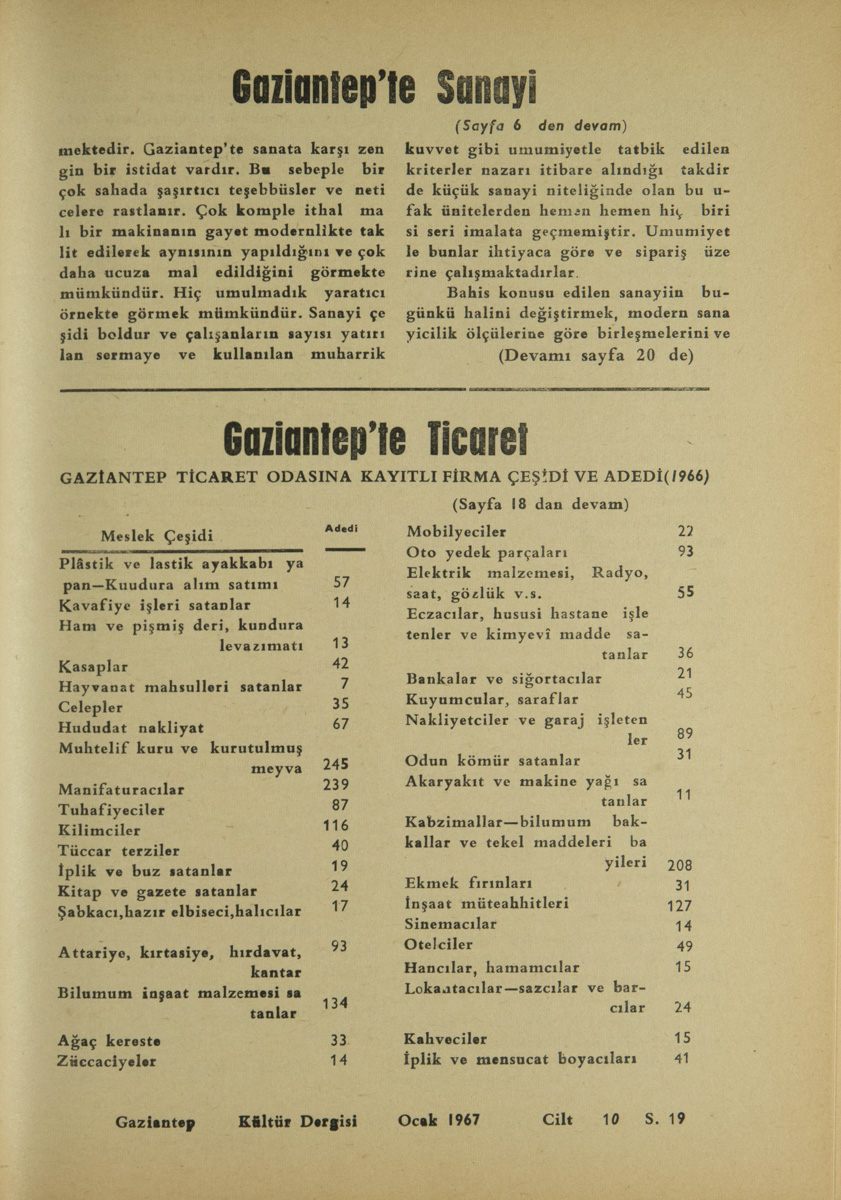 Gaziantep'te Sanayi
(Sayfa 6 den devam)
mektedir. Gaziantep'te sanata karşı zen
gin bir istidat vardır. Bu sebeple bir
çok sahada şaşırtıcı teşebbüsler ve neti
celere rastlanır. Çok komple ithal ma
lı bir makinanın gayet modernlikte tak
lit edilerek aynısının yapıldığını ve çok
daha ucuza mal edildiğini görmekte
mümkündür. Hiç umulmadık yaratıcı
örnekte görmek mümkündür. Sanayi çe
şidi boldur ve çalışanların sayısı yatırı
lan sermaye ve kullanılan muharrik
kuvvet gibi umumiyetle tatbik edilen
kriterler nazarı itibare alındığı takdir
de küçük sanayi niteliğinde olan bu u-
fak ünitelerden hemen hemen hiç biri
si seri imalata geçmemiştir. Umumiyet
le bunlar ihtiyaca göre ve sipariş üze
rine çalışmaktadırlar.
Bahis konusu edilen sanayiin bu-
günkü halini değiştirmek, modern sana
yicilik ölçülerine göre birleşmelerini ve
(Devamı sayfa 20 de)
Gaziantep'te Ticaret
GAZİANTEP TİCARET ODASINA KAYITLI FİRMA ÇEŞİDİ VE ADEDİ(1966)
(Sayfa 18 dan devam)
Meslek Çeşidi Adedi
Plâstik ve lastik ayakkabı ya
pan—Kuudura alım satımı 57
Kavafiye işleri satanlar 14
Ham ve pişmiş deri, kundura
levazımatı 13
Kasaplar 42
Hayvanat mahsulleri satanlar 7
Celepler 35
Hududat nakliyat 67
Muhtelif kuru ve kurutulmuş
meyva 245
Manifaturacılar 239
Tuhafiyeciler 87
Kilimciler 116
Tüccar terziler 40
İplik ve buz satanlar 19
Kitap ve gazete satanlar 24
Şabkacı,hazır elbiseci,halıcılar 17
Attariye, kırtasiye, hırdavat, 93
kantar
Bilumum inşaat malzemesi sa
tanlar 134
Ağaç kereste 33
Züccaciyeler 14
Mobilyeciler 22
Oto yedek parçaları 93
Elektrik malzemesi, Radyo,
saat, gözlük v.s. 55
Eczacılar, hususi hastane işle
tenler ve kimyevî madde sa-
tanlar 36
Bankalar ve siğortacılar 21
Kuyumcular, saraflar 45
Nakliyetciler ve garaj işleten
ler 89
Odun kömür satanlar 31
Akaryakıt ve makine yağı sa
tanlar 11
Kabzimallar—bilumum bak-
kallar ve tekel maddeleri ba
yileri 208
Ekmek fırınları 31
İnşaat müteahhitleri 127
Sinemacılar 14
Otelciler 49
Hancılar, hamamcılar 15
Lokantacılar—sazcılar ve bar-
cılar 24
Kahveciler 15
İplik ve mensucat boyacıları 41
Gaziantep Kültür Dergisi Ocak 1967 Cilt 10 S. 19